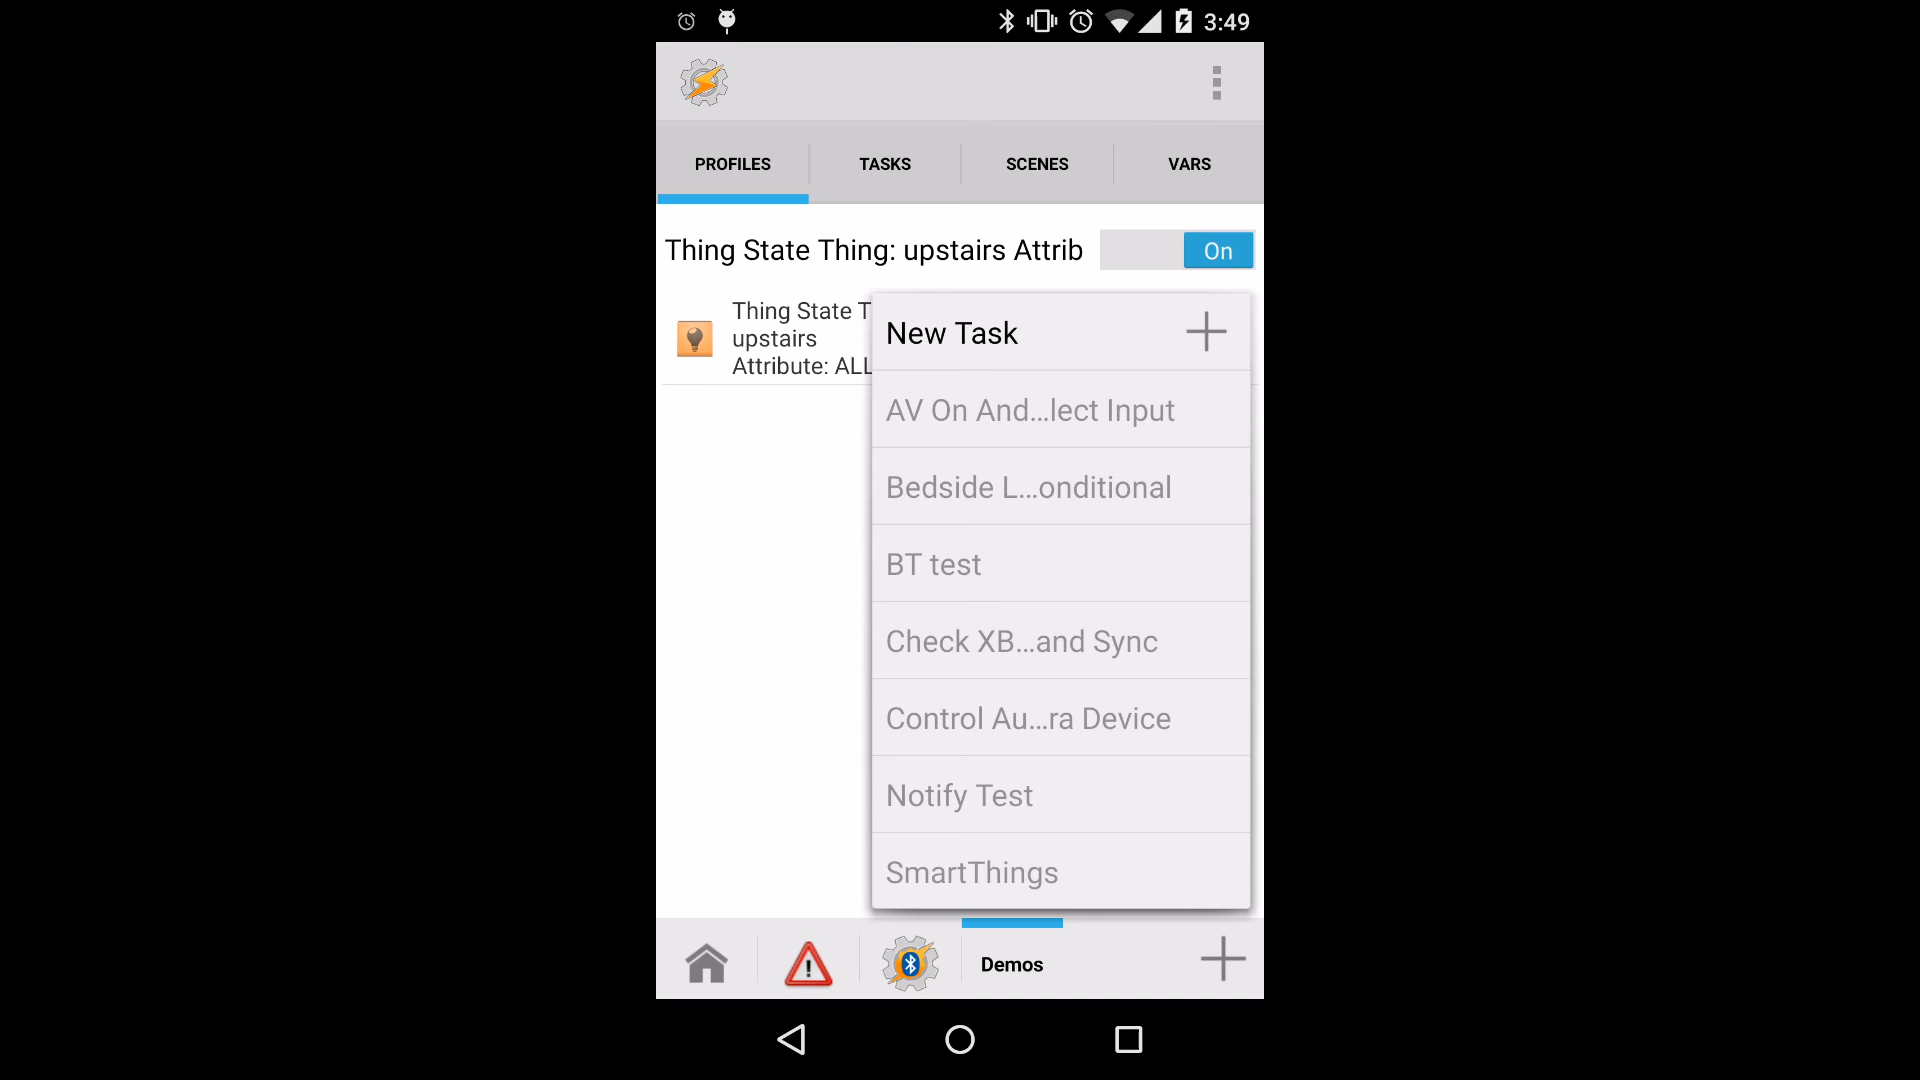 3:49
PROFILES
TASKS
SCENES
VARS
Thing State Thing: upstairs Attrib
On
Thing State T
upstairs
Attribute: ALL
New Task
AV On And...lect Input
Bedside L...onditional
BT test
Check XB...and Sync
Control Au...ra Device
Notify Test
SmartThings
Demos